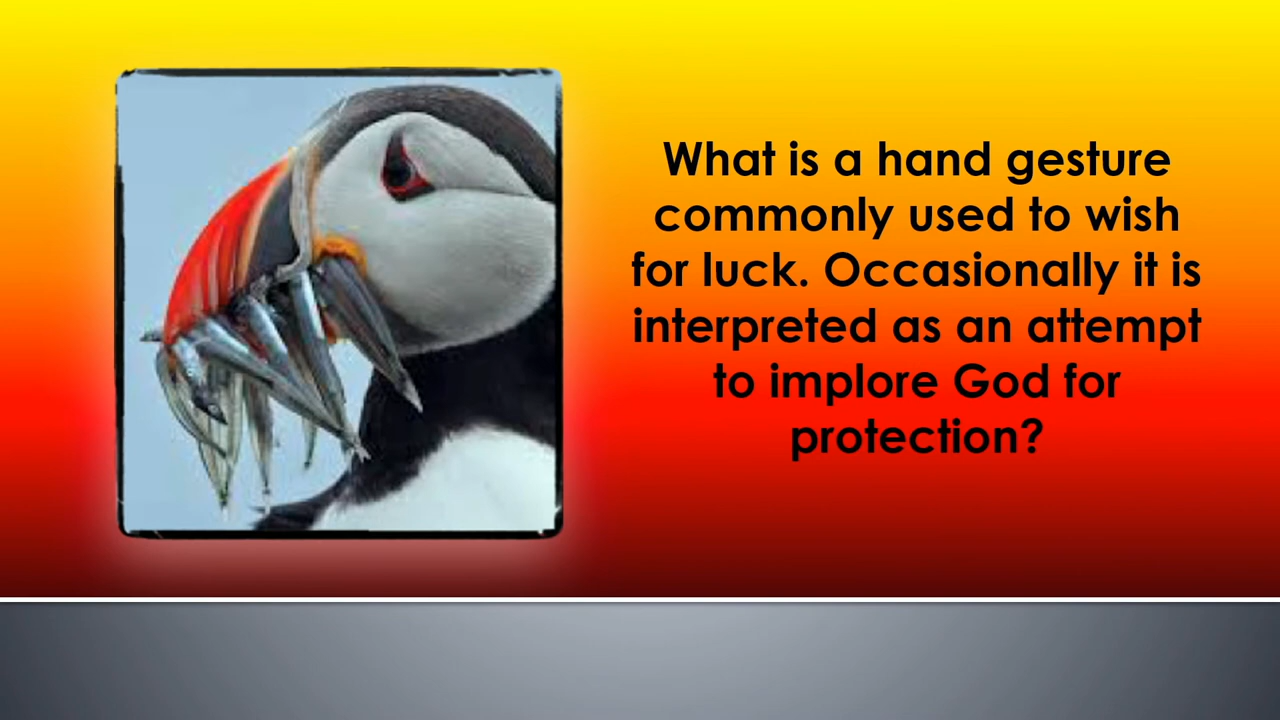 What is a hand gesture
commonly used to wish
for luck. Occasionally it is
interpreted as an attempt
to implore God for
protection?